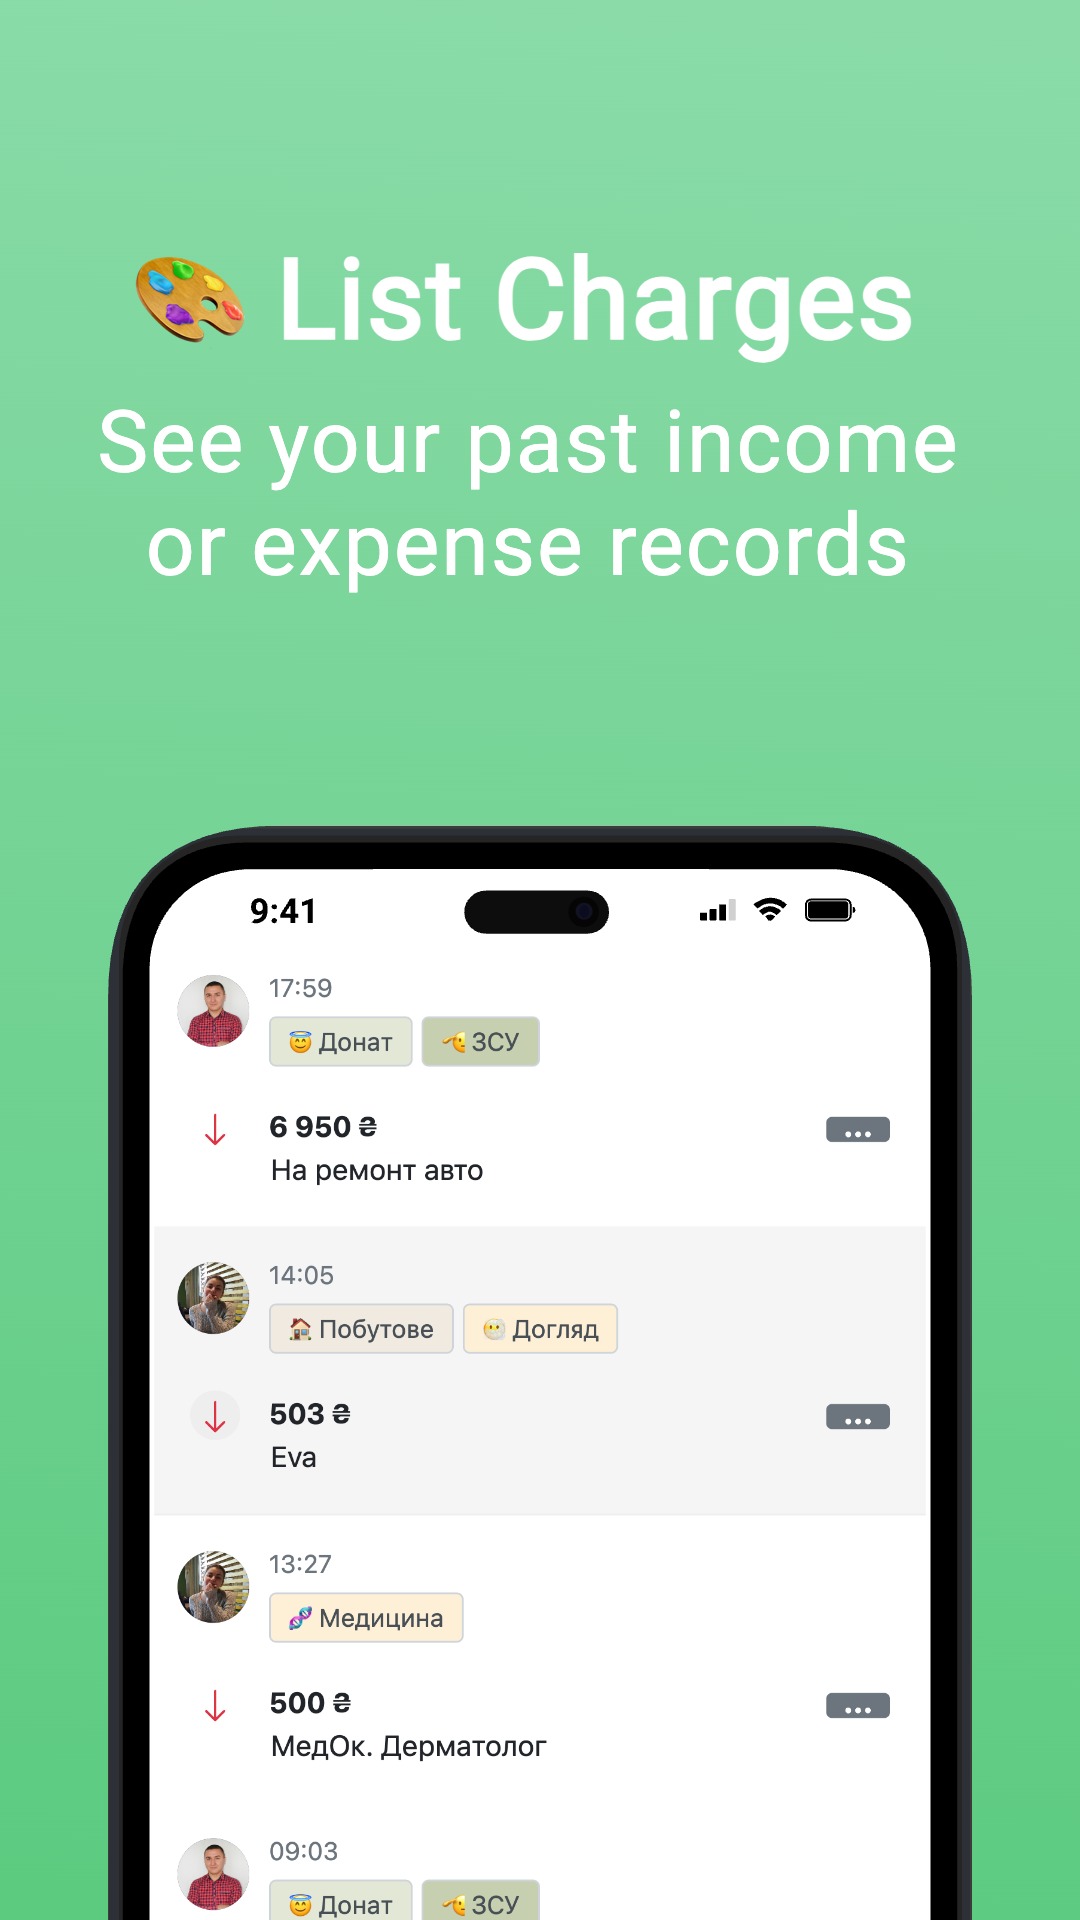 🎨 List Charges
See your past income
or expense records
9:41
17:59
😇 Донат 🫡 ЗСУ
6 950 ₴
...
На ремонт авто
14:05
🏠 Побутове 😶 Догляд
503 ₴
...
Eva
13:27
🧬 Медицина
500 ₴
...
МедОк. Дерматолог
09:03
😇 Донат 🫡 ЗСУ